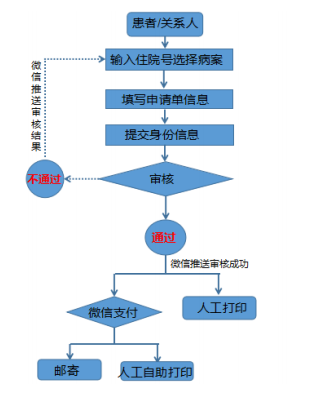 患者/关系人
输入住院号选择病案
微信推送审核结果
填写申请单信息
提交身份信息
不通过
审核
通过
微信推送审核成功
微信支付
人工打印
邮寄
人工自助打印